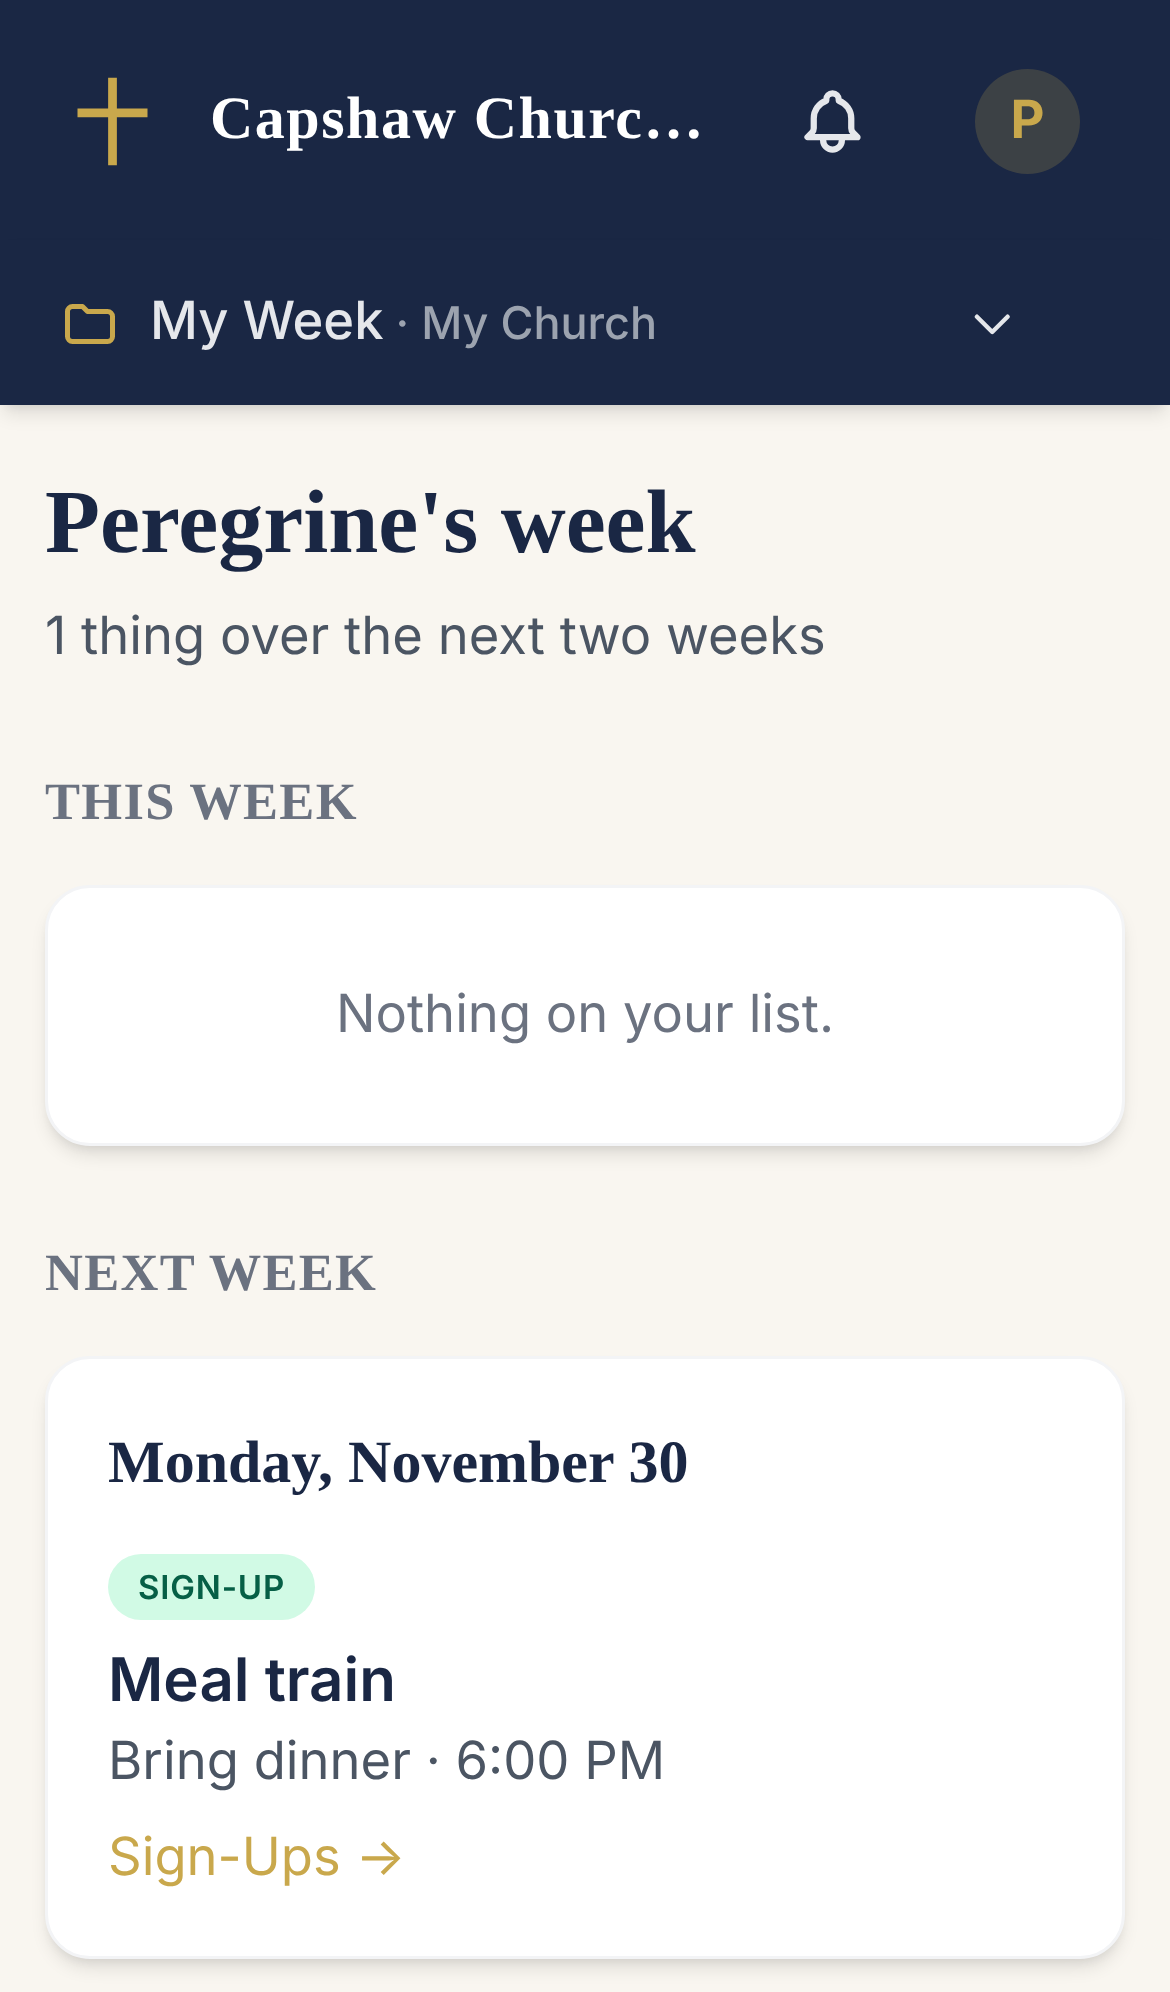 Capshaw Churc...
P
My Week · My Church
Peregrine's week
1 thing over the next two weeks
THIS WEEK
Nothing on your list.
NEXT WEEK
Monday, November 30
SIGN-UP
Meal train
Bring dinner · 6:00 PM
Sign-Ups →